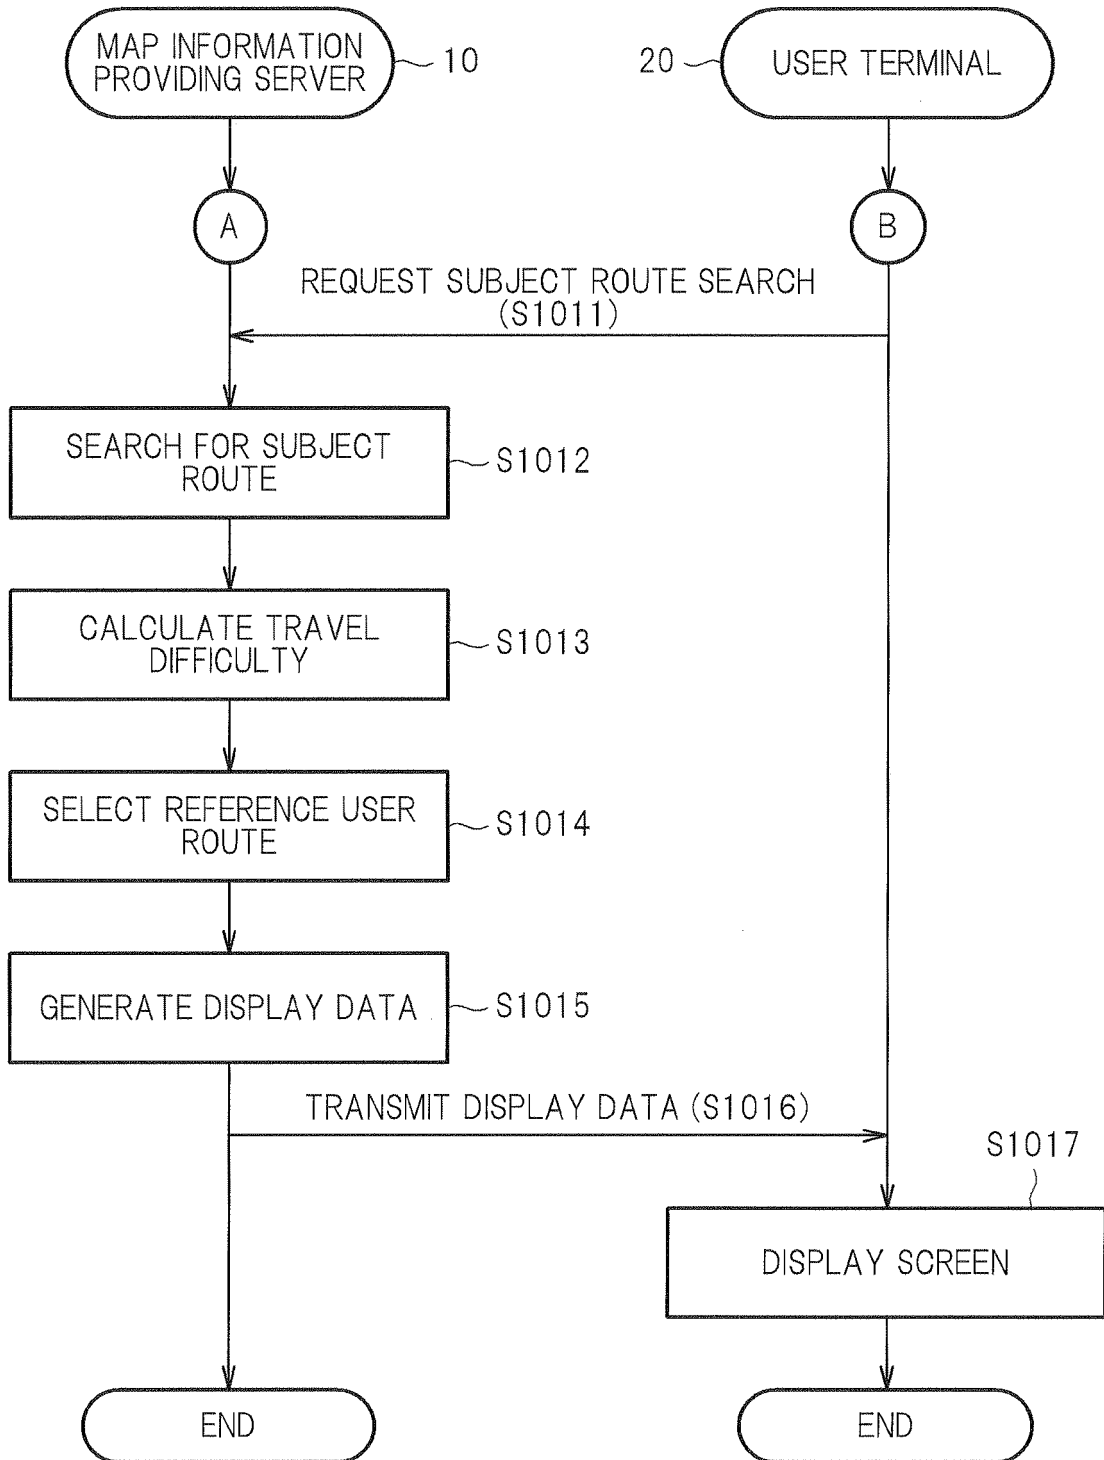 MAP INFORMATION
PROVIDING SERVER
10
20
USER TERMINAL
A
B
REQUEST SUBJECT ROUTE SEARCH
(S1011)
SEARCH FOR SUBJECT
ROUTE
S1012
CALCULATE TRAVEL
DIFFICULTY
S1013
SELECT REFERENCE USER
ROUTE
S1014
GENERATE DISPLAY DATA
S1015
TRANSMIT DISPLAY DATA (S1016)
S1017
DISPLAY SCREEN
END
END